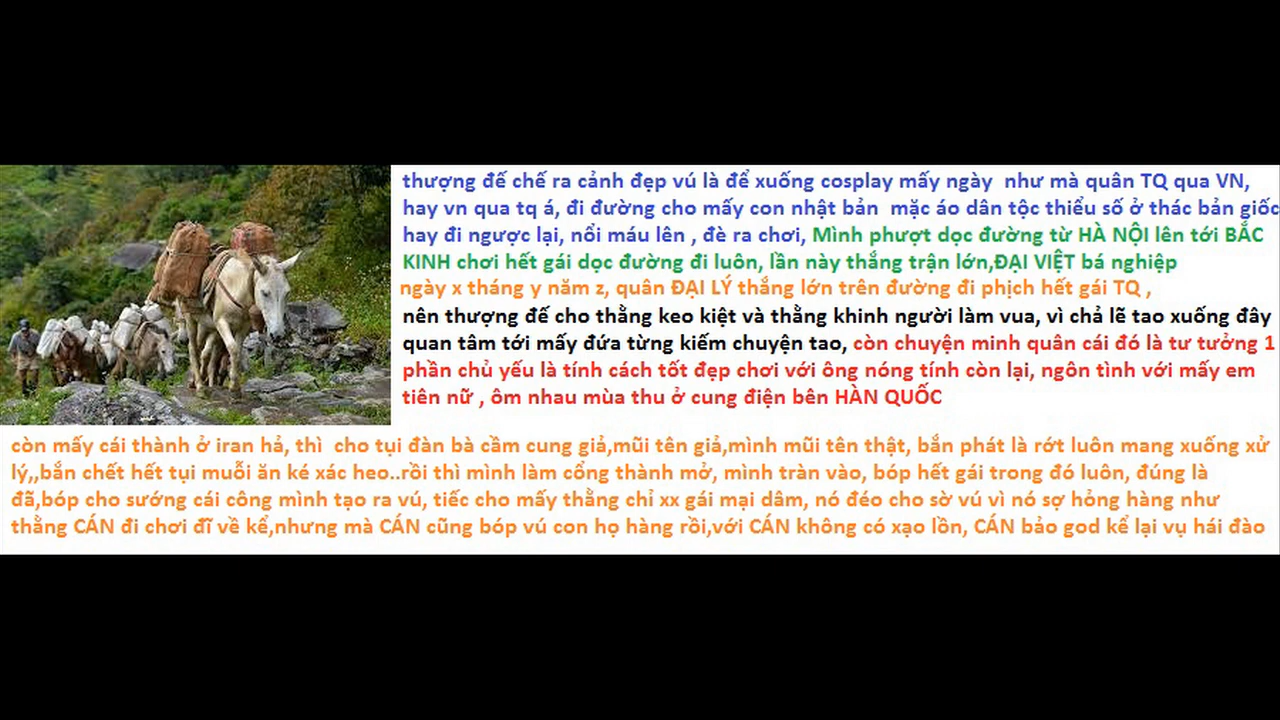 thượng đế chế ra cảnh đẹp vú là để xuống cosplay mấy ngày như mà quân TQ qua VN,
hay vn qua tq á, đi đường cho mấy con nhật bản mặc áo dân tộc thiểu số ở thác bản giốc
hay đi ngược lại, nổi máu lên , đè ra chơi, Mình phượt dọc đường từ HÀ NỘI lên tới BẮC
KINH chơi hết gái dọc đường đi luôn, lần này thắng trận lớn,ĐẠI VIỆT bá nghiệp
ngày x tháng y năm z, quân ĐẠI LÝ thắng lớn trên đường đi phịch hết gái TQ ,
nên thượng đế cho thằng keo kiệt và thằng khinh người làm vua, vì chả lẽ tao xuống đây
quan tâm tới mấy đứa từng kiếm chuyện tao, còn chuyện minh quân cái đó là tư tưởng 1
phần chủ yếu là tính cách tốt đẹp chơi với ông nóng tính còn lại, ngôn tình với mấy em
tiên nữ , ôm nhau mùa thu ở cung điện bên HÀN QUỐC
còn mấy cái thành ở iran hả, thì cho tụi đàn bà cầm cung giả,mũi tên giả,mình mũi tên thật, bắn phát là rớt luôn mang xuống xử
lý,,bắn chết hết tụi muỗi ăn ké xác heo..rồi thì mình làm cổng thành mở, mình tràn vào, bóp hết gái trong đó luôn, đúng là
đã,bóp cho sướng cái công mình tạo ra vú, tiếc cho mấy thằng chỉ xx gái mại dâm, nó đéo cho sờ vú vì nó sợ hỏng hàng như
thằng CÁN đi chơi đĩ về kể,nhưng mà CÁN cũng bóp vú con họ hàng rồi,với CÁN không có xạo lồn, CÁN bảo god kể lại vụ hái đào